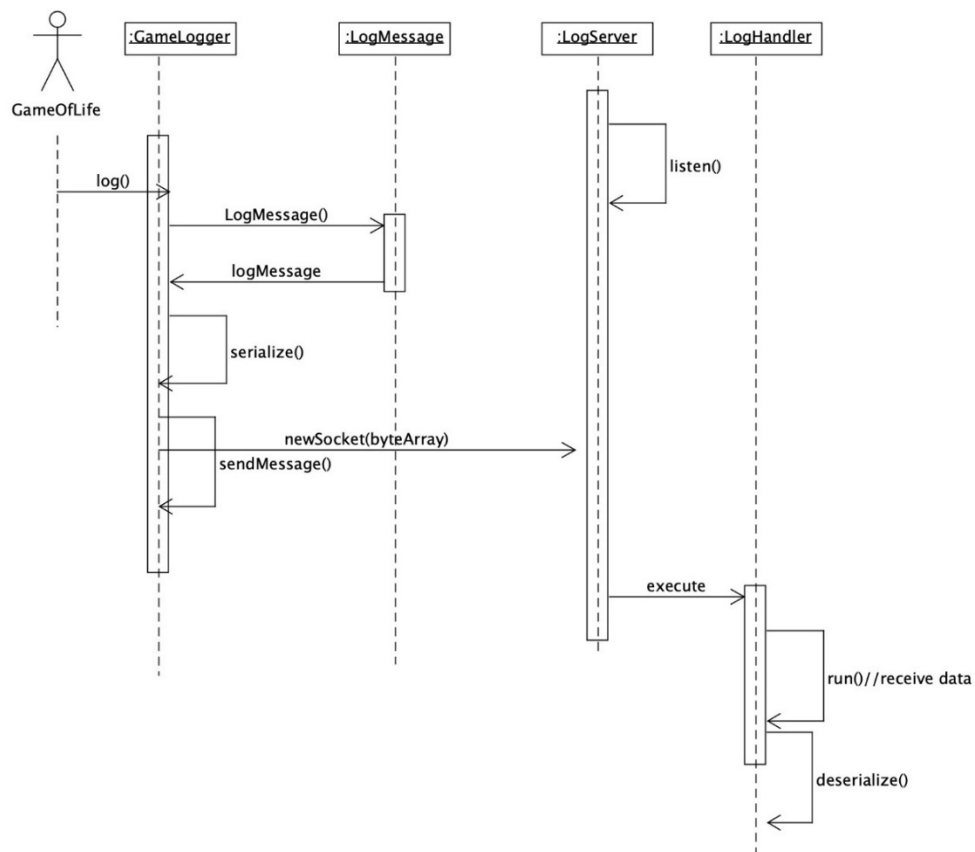 :GameLogger
:LogMessage
:LogServer
:LogHandler
GameOfLife
listen()
log()
LogMessage()
logMessage
serialize()
newSocket(byteArray)
sendMessage()
execute
run()//receive data
deserialize()